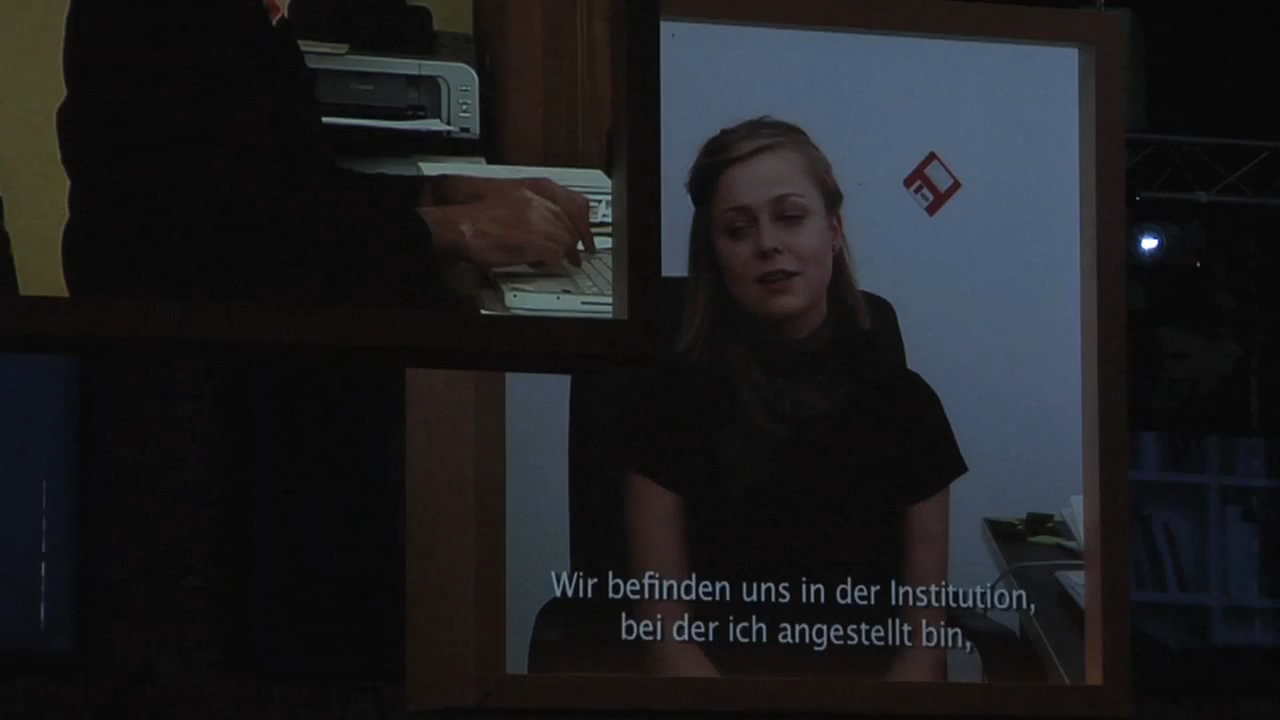 Wir befinden uns in der Institution,
bei der ich angestellt bin,